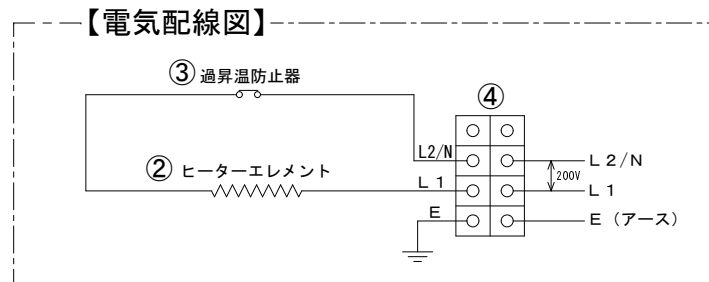 【電気配線図】
③ 過昇温防止器
④
L2/N
L2/N
② ヒーターエレメント
L 1
200V
L 1
E
E (アース)